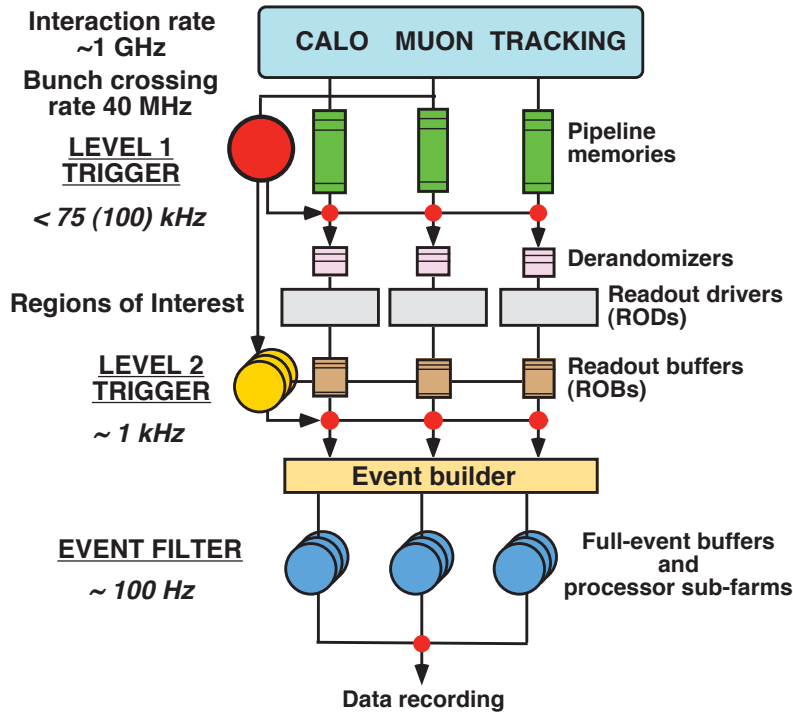 Interaction rate
~1 GHz
CALO MUON TRACKING
Bunch crossing
rate 40 MHz
Pipeline
memories
LEVEL 1
TRIGGER
< 75 (100) kHz
Derandomizers
Regions of Interest
Readout drivers
(RODs)
LEVEL 2
TRIGGER
Readout buffers
(ROBs)
~ 1 kHz
Event builder
EVENT FILTER
~ 100 Hz
Full-event buffers
and
processor sub-farms
Data recording